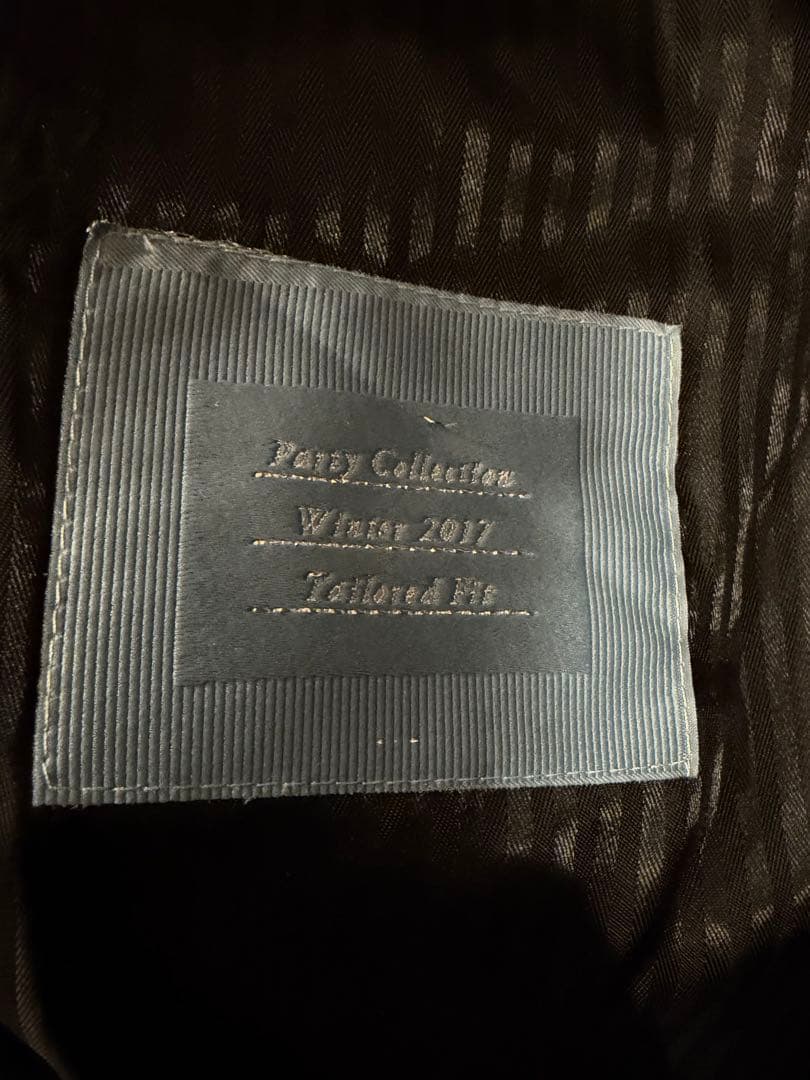 Party Collection
Winter 2017
Tailored Fit